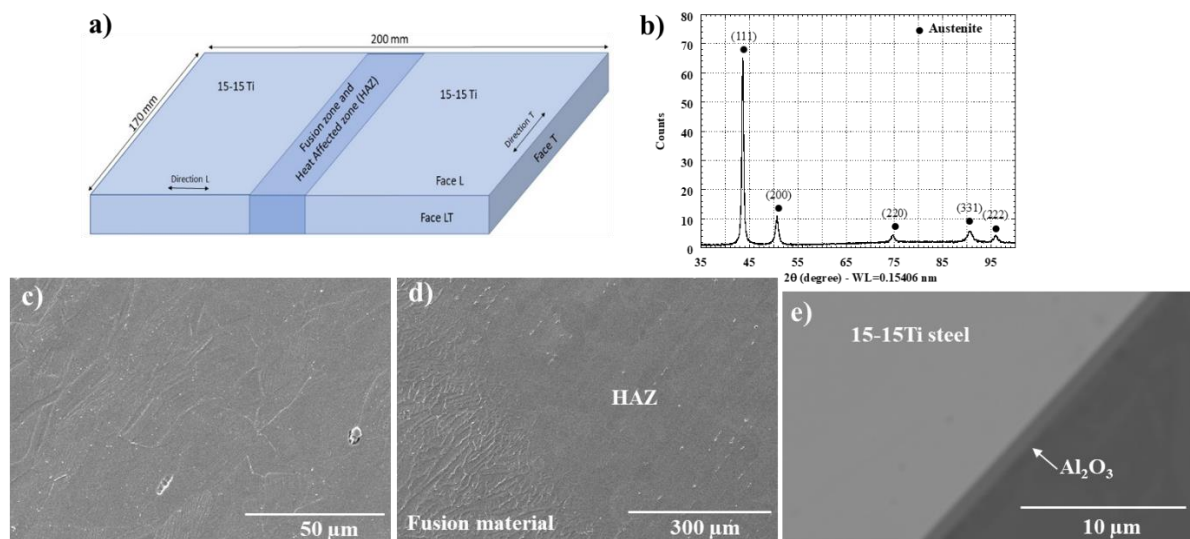 a)
200 mm
170 mm
15-15 Ti
Fusion zone and
Heat Affected zone (HAZ)
15-15 Ti
Direction L
Direction T
Face T
Face L
Face LT
b)
80
70
60
50
40
30
20
10
0
Counts
● Austenite
(111)
(200)
(220)
(331)
(222)
35
45
55
65
75
85
95
2θ (degree) - WL=0.15406 nm
c)
50 µm
d)
HAZ
Fusion material
300 µm
e)
15-15Ti steel
Al₂O₃
10 µm